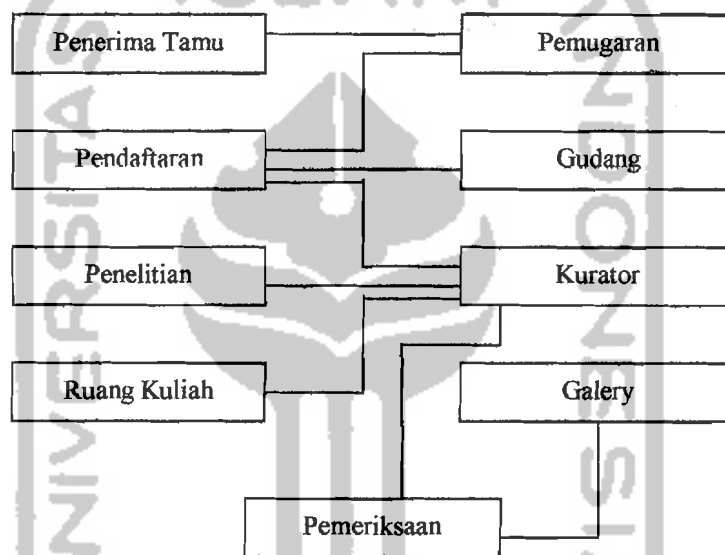 Penerima Tamu
Pemugaran
Pendaftaran
Gudang
Penelitian
Kurator
Ruang Kuliah
Galery
Pemeriksaan